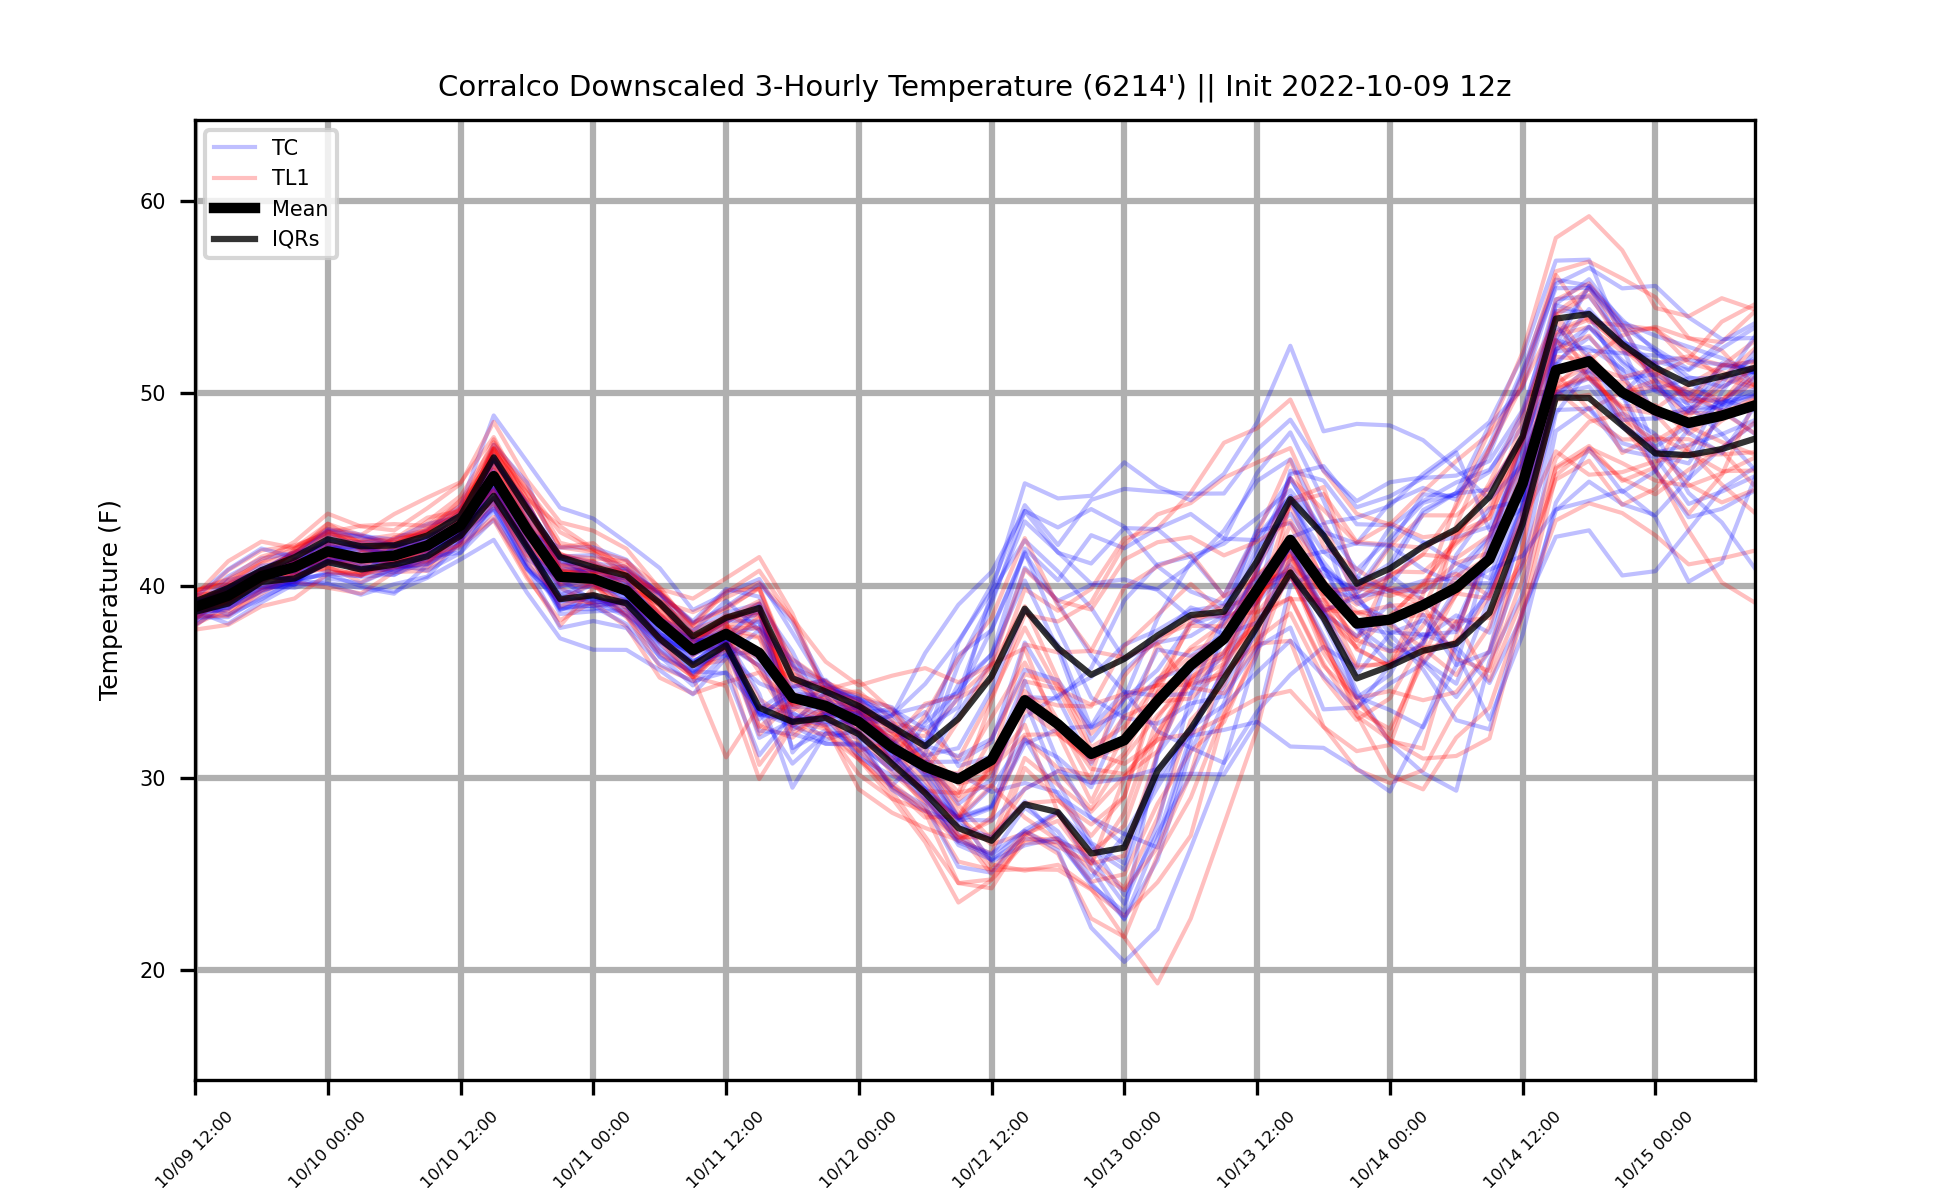 Corralco Downscaled 3-Hourly Temperature (6214') || Init 2022-10-09 12z
TC
TL1
Mean
IQRs
Temperature (F)
60
50
40
30
20
10/09 12:00
10/10 00:00
10/10 12:00
10/11 00:00
10/11 12:00
10/12 00:00
10/12 12:00
10/13 00:00
10/13 12:00
10/14 00:00
10/14 12:00
10/15 00:00